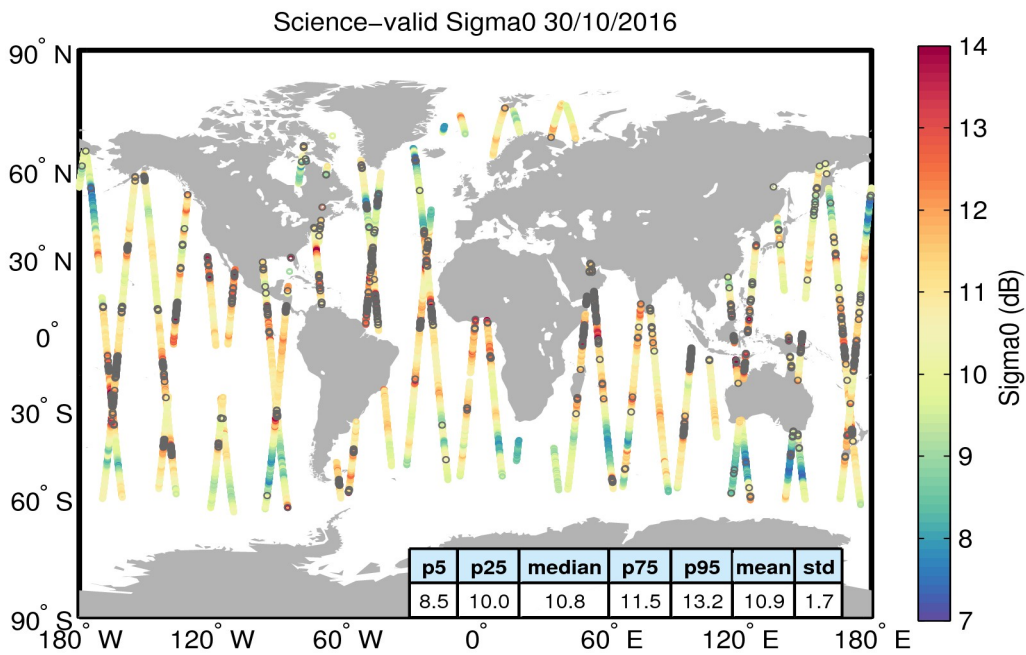 Science−valid Sigma0 30/10/2016
90° N
60° N
30° N
0°
30° S
60° S
90° S
180° W
120° W
60° W
0°
60° E
120° E
180° E
p5 p25 median p75 p95 mean std
8.5 10.0 10.8 11.5 13.2 10.9 1.7
14
13
12
11
10
9
8
7
Sigma0 (dB)